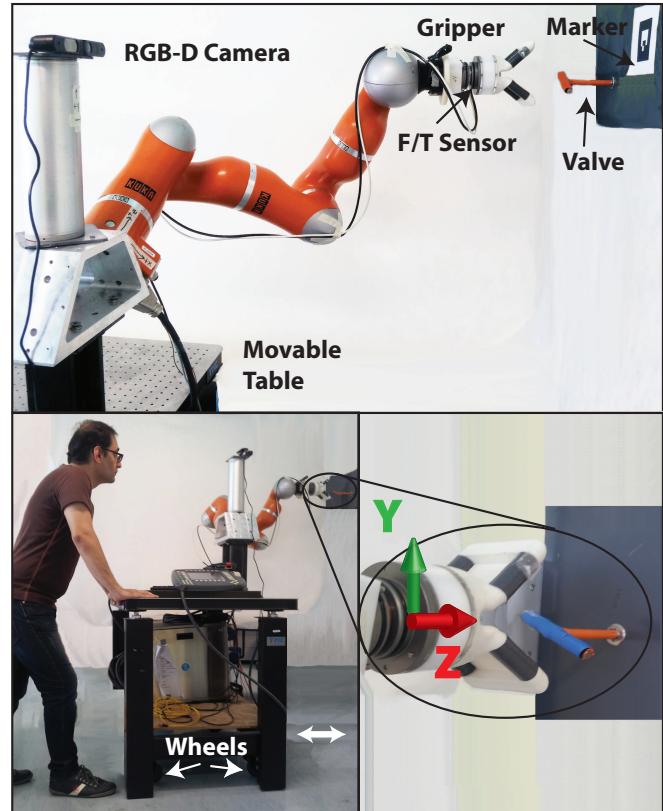 Gripper
Marker
RGB-D Camera
F/T Sensor
Valve
KUKA
KUKA
Movable
Table
Y
Z
Wheels